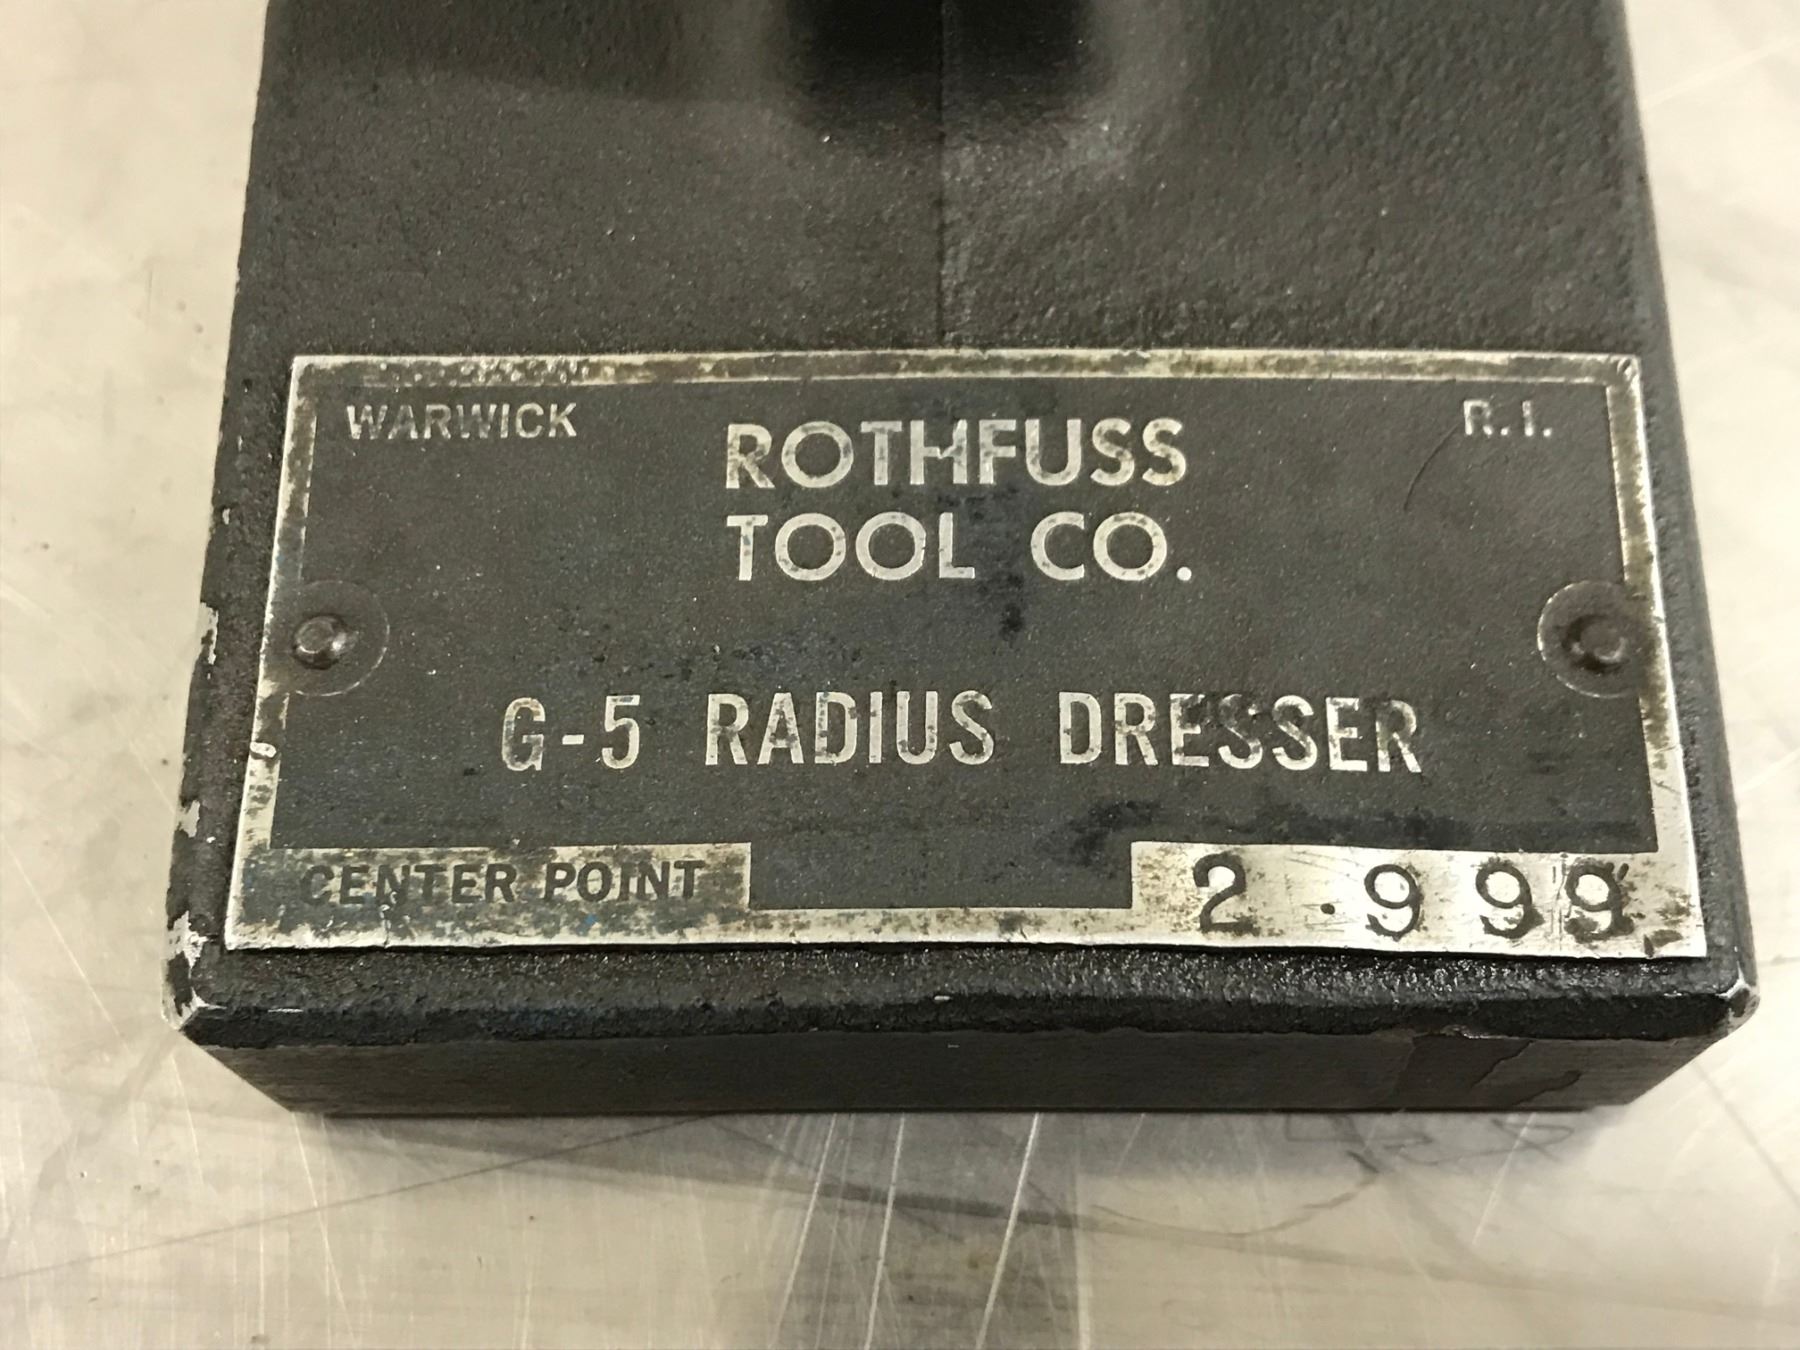 WARWICK
R.I.
ROTHFUSS
TOOL CO.
G-5 RADIUS DRESSER
CENTER POINT
2.999